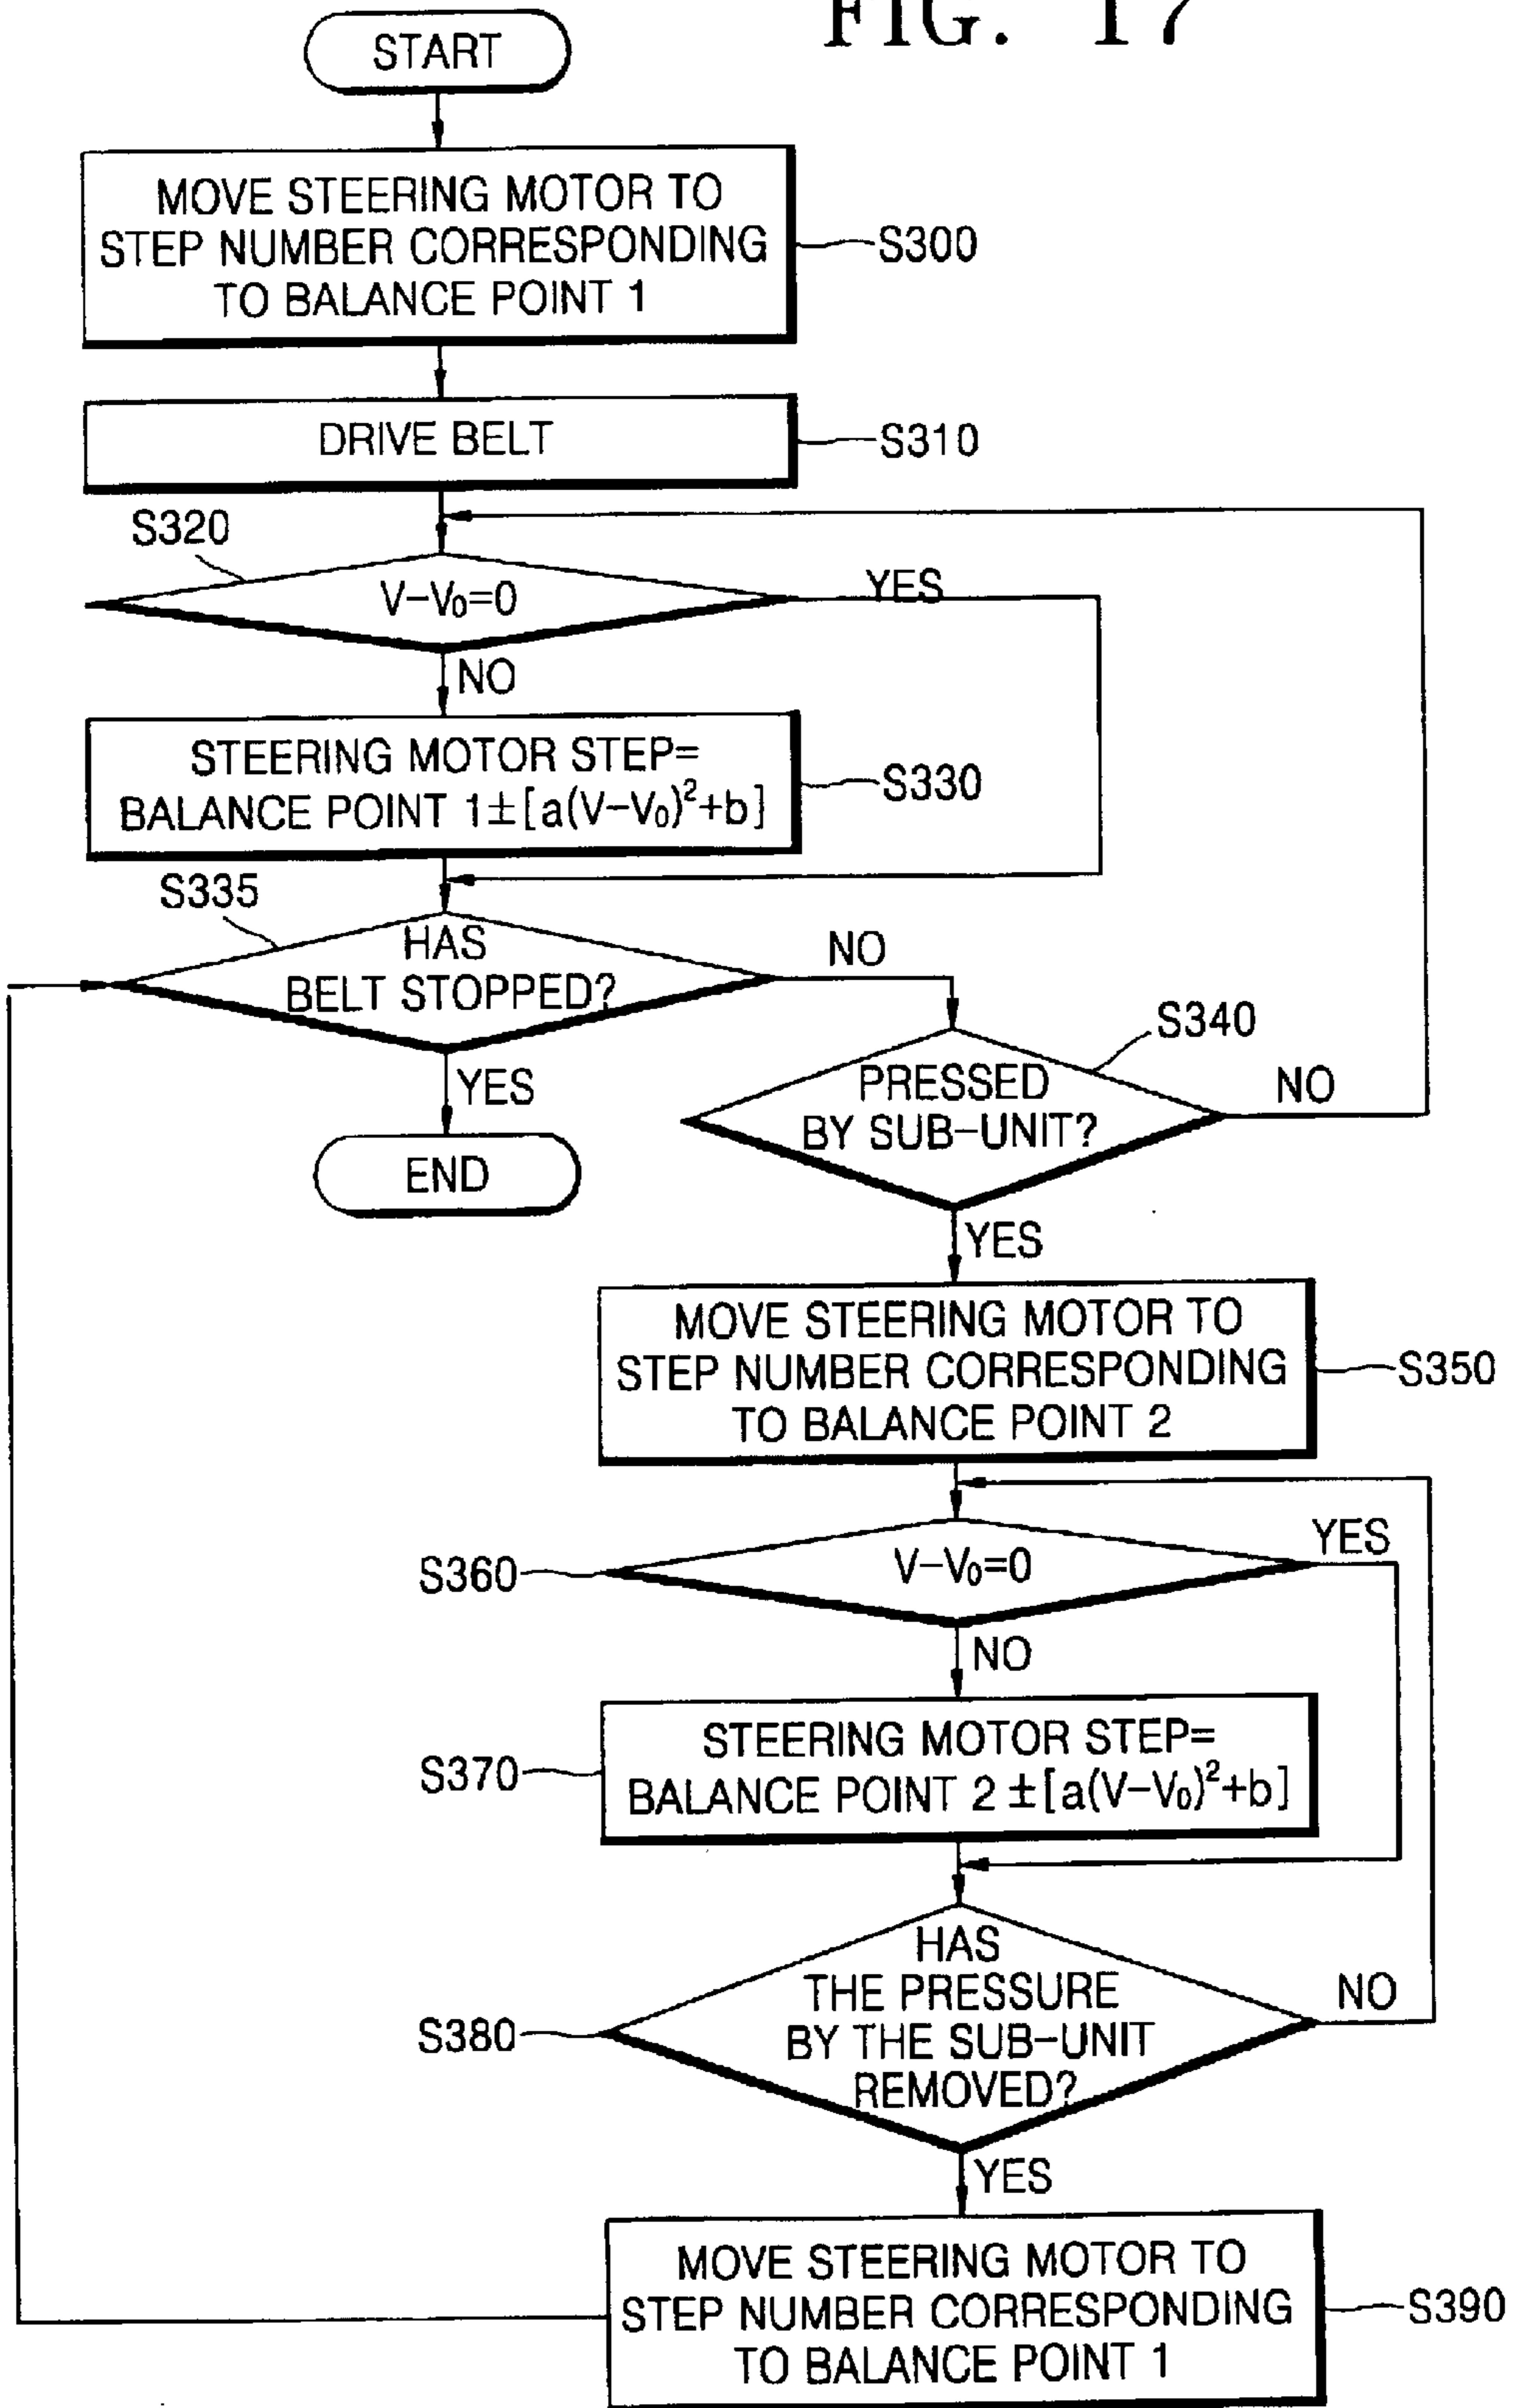 FIG. 17
START
MOVE STEERING MOTOR TO
STEP NUMBER CORRESPONDING
TO BALANCE POINT 1
S300
DRIVE BELT
S310
S320
V-V₀=0
YES
NO
STEERING MOTOR STEP=
BALANCE POINT 1±[a(V-V₀)²+b]
S330
S335
HAS
BELT STOPPED?
NO
YES
END
S340
PRESSED
BY SUB-UNIT?
NO
YES
MOVE STEERING MOTOR TO
STEP NUMBER CORRESPONDING
TO BALANCE POINT 2
S350
S360
V-V₀=0
YES
NO
S370
STEERING MOTOR STEP=
BALANCE POINT 2 ±[a(V-V₀)²+b]
S380
HAS
THE PRESSURE
BY THE SUB-UNIT
REMOVED?
NO
YES
MOVE STEERING MOTOR TO
STEP NUMBER CORRESPONDING
TO BALANCE POINT 1
S390